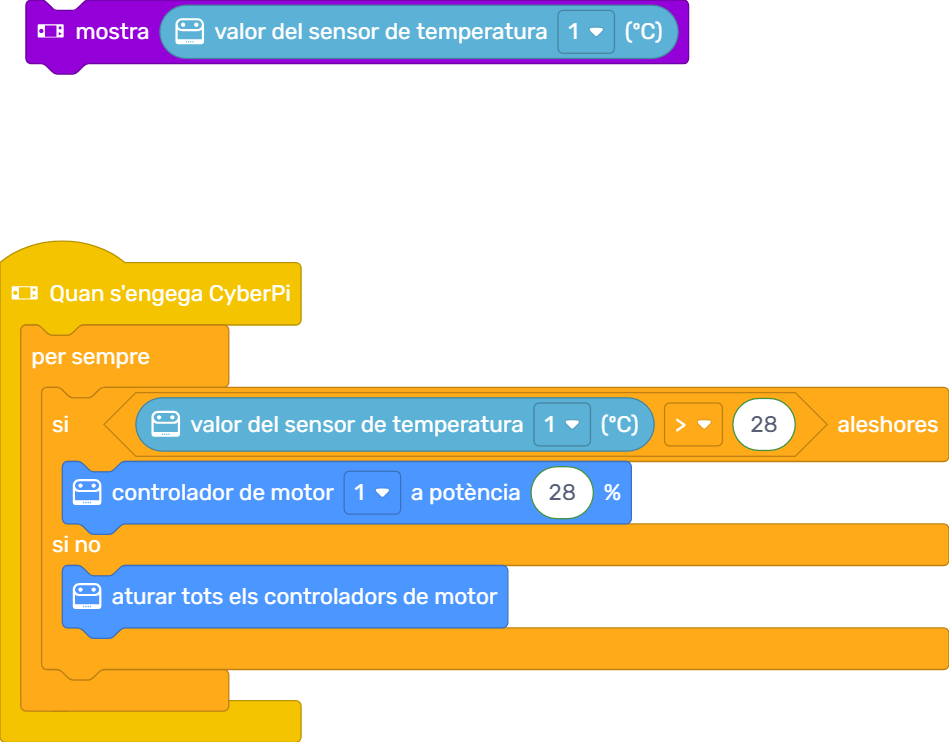 mostra valor del sensor de temperatura 1 (°C)
Quan s'engega CyberPi
per sempre
si valor del sensor de temperatura 1 (°C) > 28 aleshores
controlador de motor 1 a potència 28 %
si no
aturar tots els controladors de motor